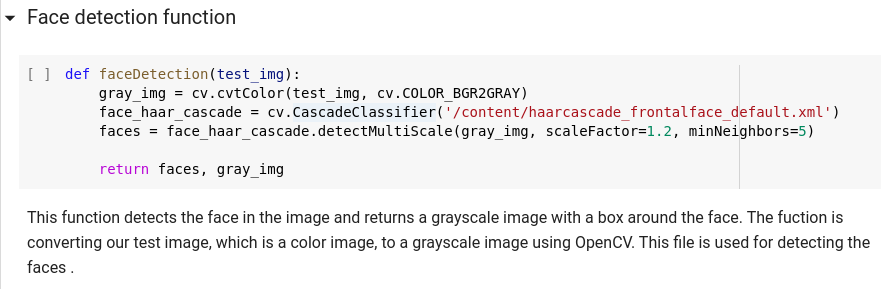 Face detection function
[ ] def faceDetection(test_img):
gray_img = cv.cvtColor(test_img, cv.COLOR_BGR2GRAY)
face_haar_cascade = cv.CascadeClassifier('/content/haarcascade_frontalface_default.xml')
faces = face_haar_cascade.detectMultiScale(gray_img, scaleFactor=1.2, minNeighbors=5)
return faces, gray_img
This function detects the face in the image and returns a grayscale image with a box around the face. The fuction is
converting our test image, which is a color image, to a grayscale image using OpenCV. This file is used for detecting the
faces .